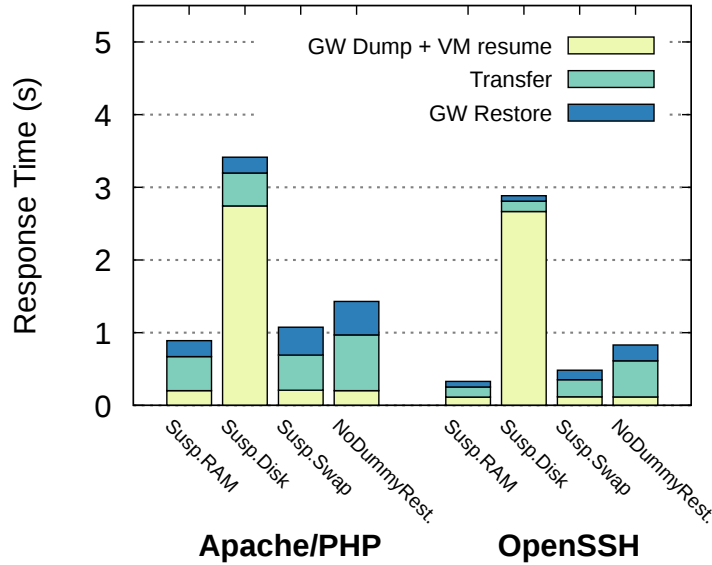 Response Time (s)
5
4
3
2
1
0
GW Dump + VM resume
Transfer
GW Restore
Susp.RAM
Susp.Disk
Susp.Swap
NoDummyRest.
Susp.RAM
Susp.Disk
Susp.Swap
NoDummyRest.
Apache/PHP
OpenSSH